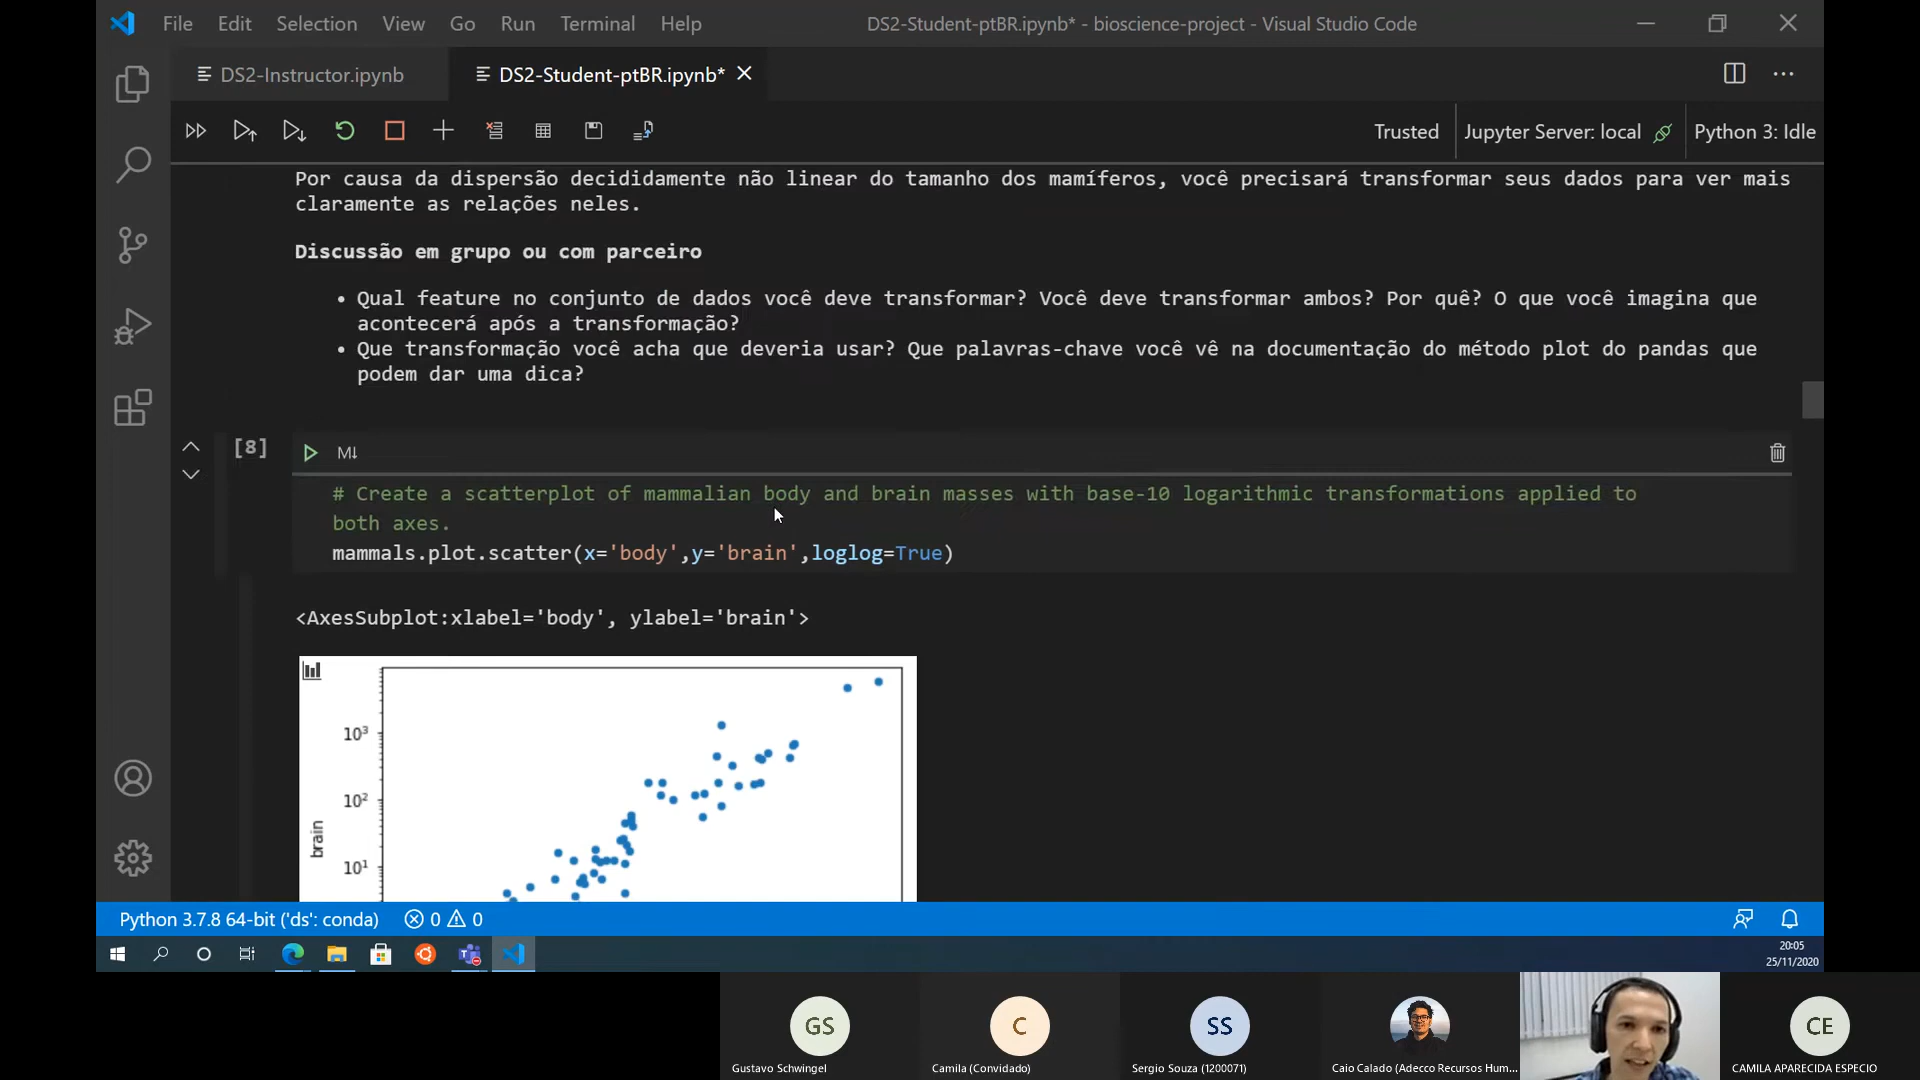 File Edit Selection View Go Run Terminal Help DS2-Student-ptBR.ipynb* - bioscience-project - Visual Studio Code
DS2-Instructor.ipynb DS2-Student-ptBR.ipynb*
Trusted Jupyter Server: local Python 3: Idle
Por causa da dispersão decididamente não linear do tamanho dos mamíferos, você precisará transformar seus dados para ver mais
claramente as relações neles.
Discussão em grupo ou com parceiro
• Qual feature no conjunto de dados você deve transformar? Você deve transformar ambos? Por quê? O que você imagina que
acontecerá após a transformação?
• Que transformação você acha que deveria usar? Que palavras-chave você vê na documentação do método plot do pandas que
podem dar uma dica?
[8] M↓
# Create a scatterplot of mammalian body and brain masses with base-10 logarithmic transformations applied to
both axes.
mammals.plot.scatter(x='body',y='brain',loglog=True)
<AxesSubplot:xlabel='body', ylabel='brain'>
10³
10²
brain
10¹
Python 3.7.8 64-bit ('ds': conda) 0 0
20:05
25/11/2020
GS C SS CE
Gustavo Schwingel Camila (Convidado) Sergio Souza (1200071) Caio Calado (Adecco Recursos Hum... CAMILA APARECIDA ESPECIO